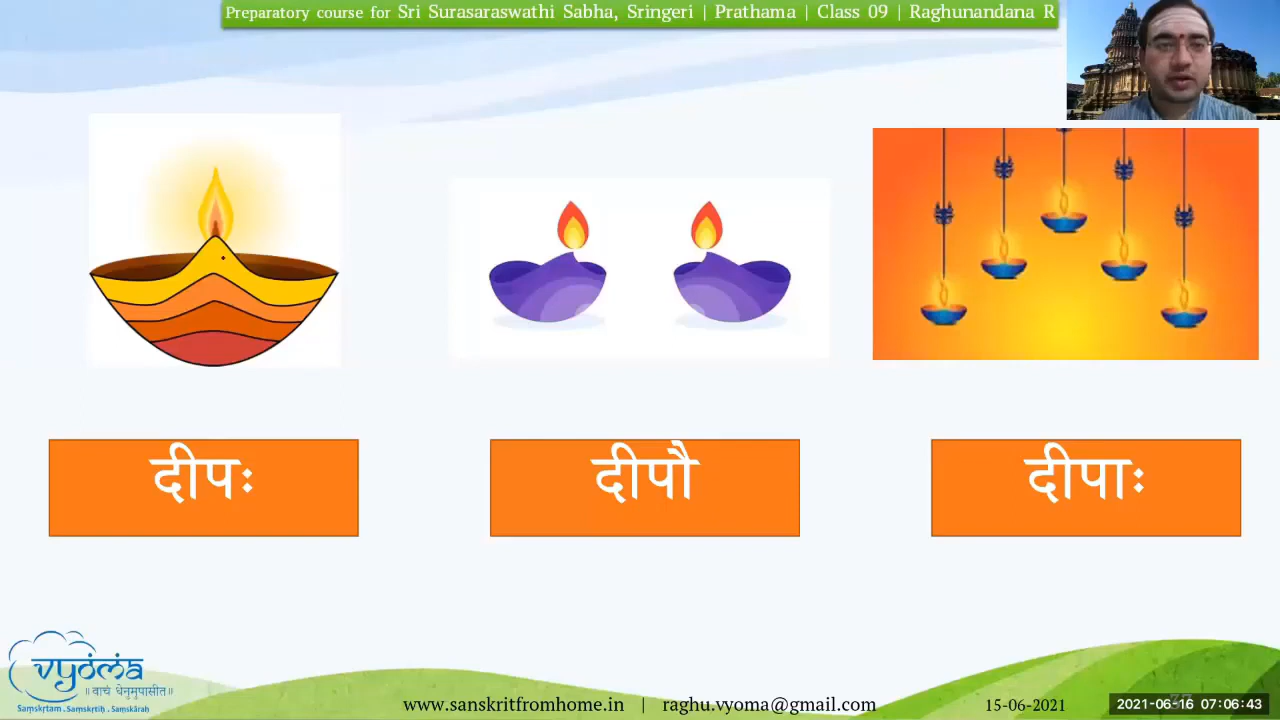 Preparatory course for Sri Surasaraswathi Sabha, Sringeri | Prathama | Class 09 | Raghunandana R
दीपः
दीपौ
दीपाः
vyoma
॥ वाचं धेनुमुपासीत॥
Saṃskṛtam . Saṃskṛtiḥ . Saṃskāraḥ
www.sanskritfromhome.in | raghu.vyoma@gmail.com
15-06-2021
37
2021-06-16 07:06:43